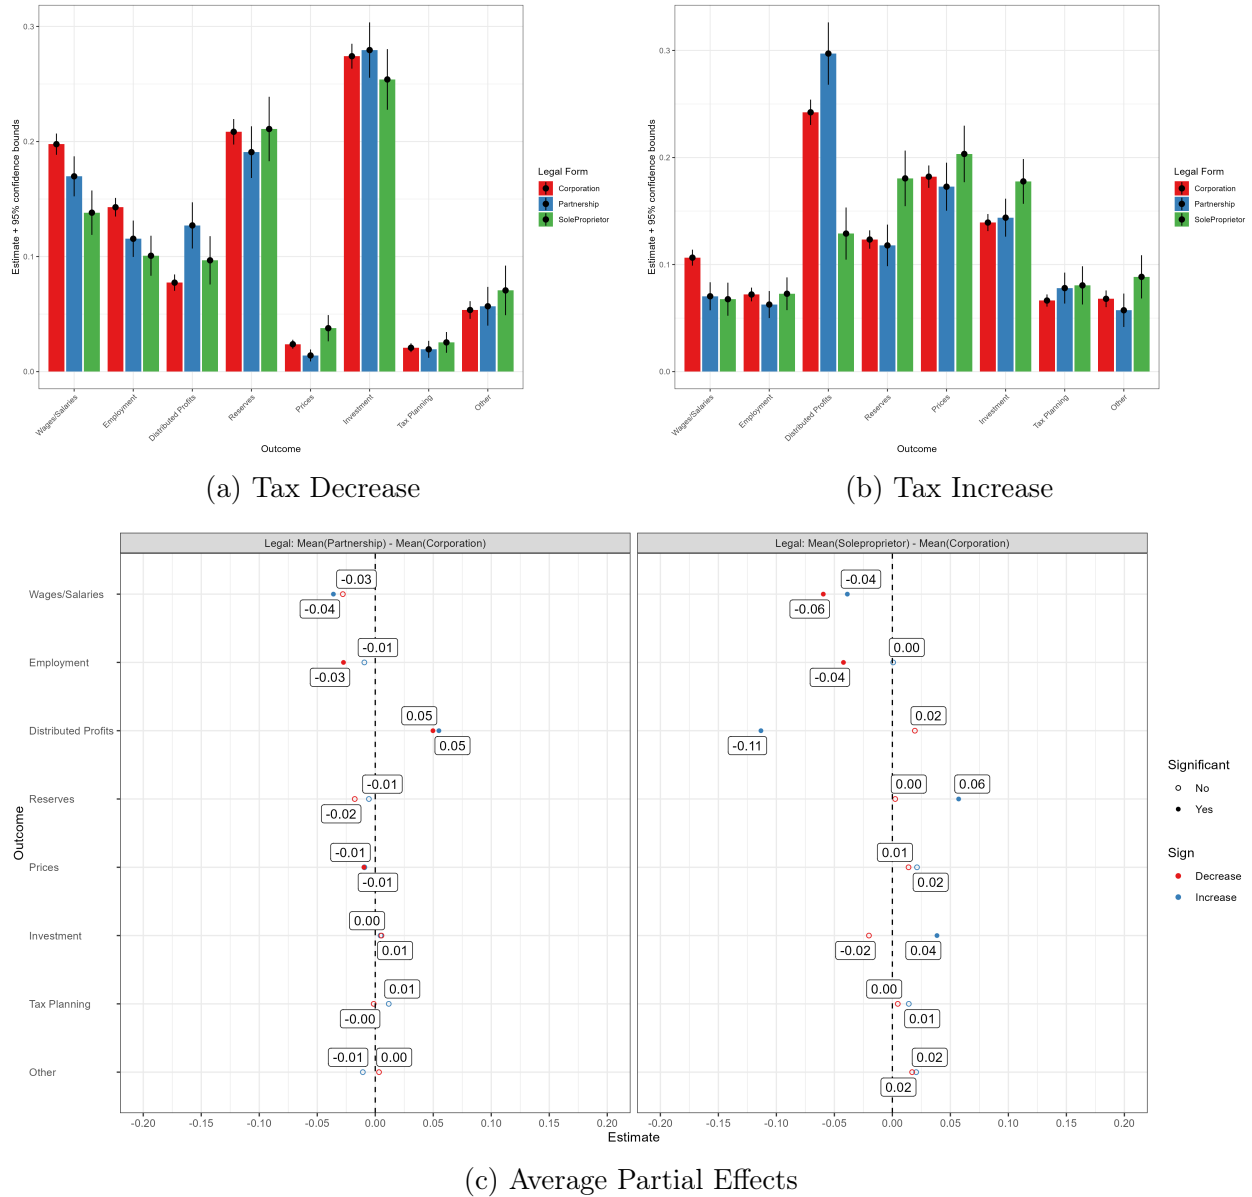 Estimate + 95% confidence bounds
0.3
0.2
0.1
0.0
Wages/Salaries
Employment
Distributed Profits
Reserves
Prices
Investment
Tax Planning
Other
Outcome
Legal Form
Corporation
Partnership
SoleProprietor
(a) Tax Decrease
Estimate + 95% confidence bounds
0.3
0.2
0.1
0.0
Wages/Salaries
Employment
Distributed Profits
Reserves
Prices
Investment
Tax Planning
Other
Outcome
Legal Form
Corporation
Partnership
SoleProprietor
(b) Tax Increase
Legal: Mean(Partnership) - Mean(Corporation)
Legal: Mean(Soleproprietor) - Mean(Corporation)
Outcome
Wages/Salaries
-0.03
-0.04
-0.04
-0.06
Employment
-0.01
-0.03
0.00
-0.04
Distributed Profits
0.05
0.05
0.02
-0.11
Reserves
-0.01
-0.02
0.00
0.06
Prices
-0.01
-0.01
0.01
0.02
Investment
0.00
0.01
-0.02
0.04
Tax Planning
0.01
-0.00
0.00
0.01
Other
-0.01
0.00
0.02
0.02
-0.20 -0.15 -0.10 -0.05 0.00 0.05 0.10 0.15 0.20
-0.20 -0.15 -0.10 -0.05 0.00 0.05 0.10 0.15 0.20
Estimate
Significant
No
Yes
Sign
Decrease
Increase
(c) Average Partial Effects